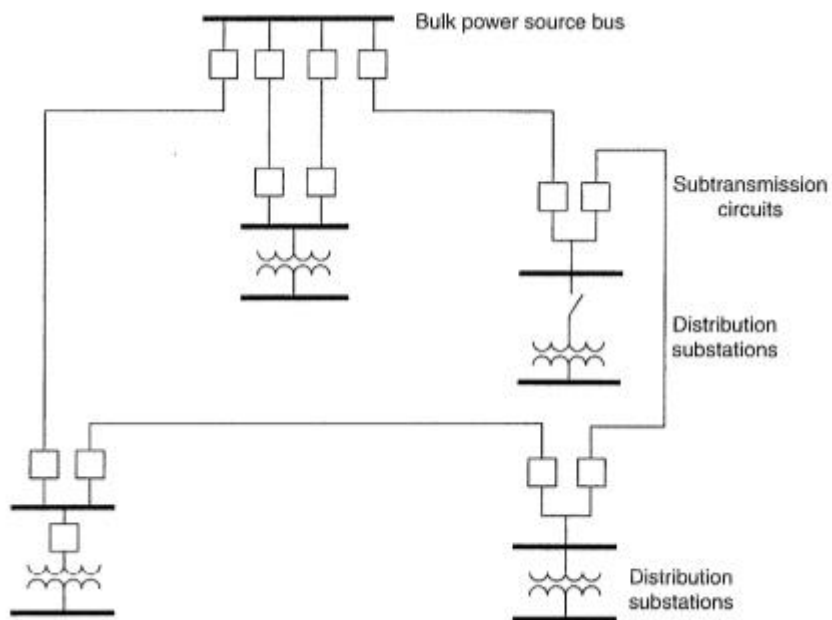 Bulk power source bus
Subtransmission
circuits
Distribution
substations
Distribution
substations